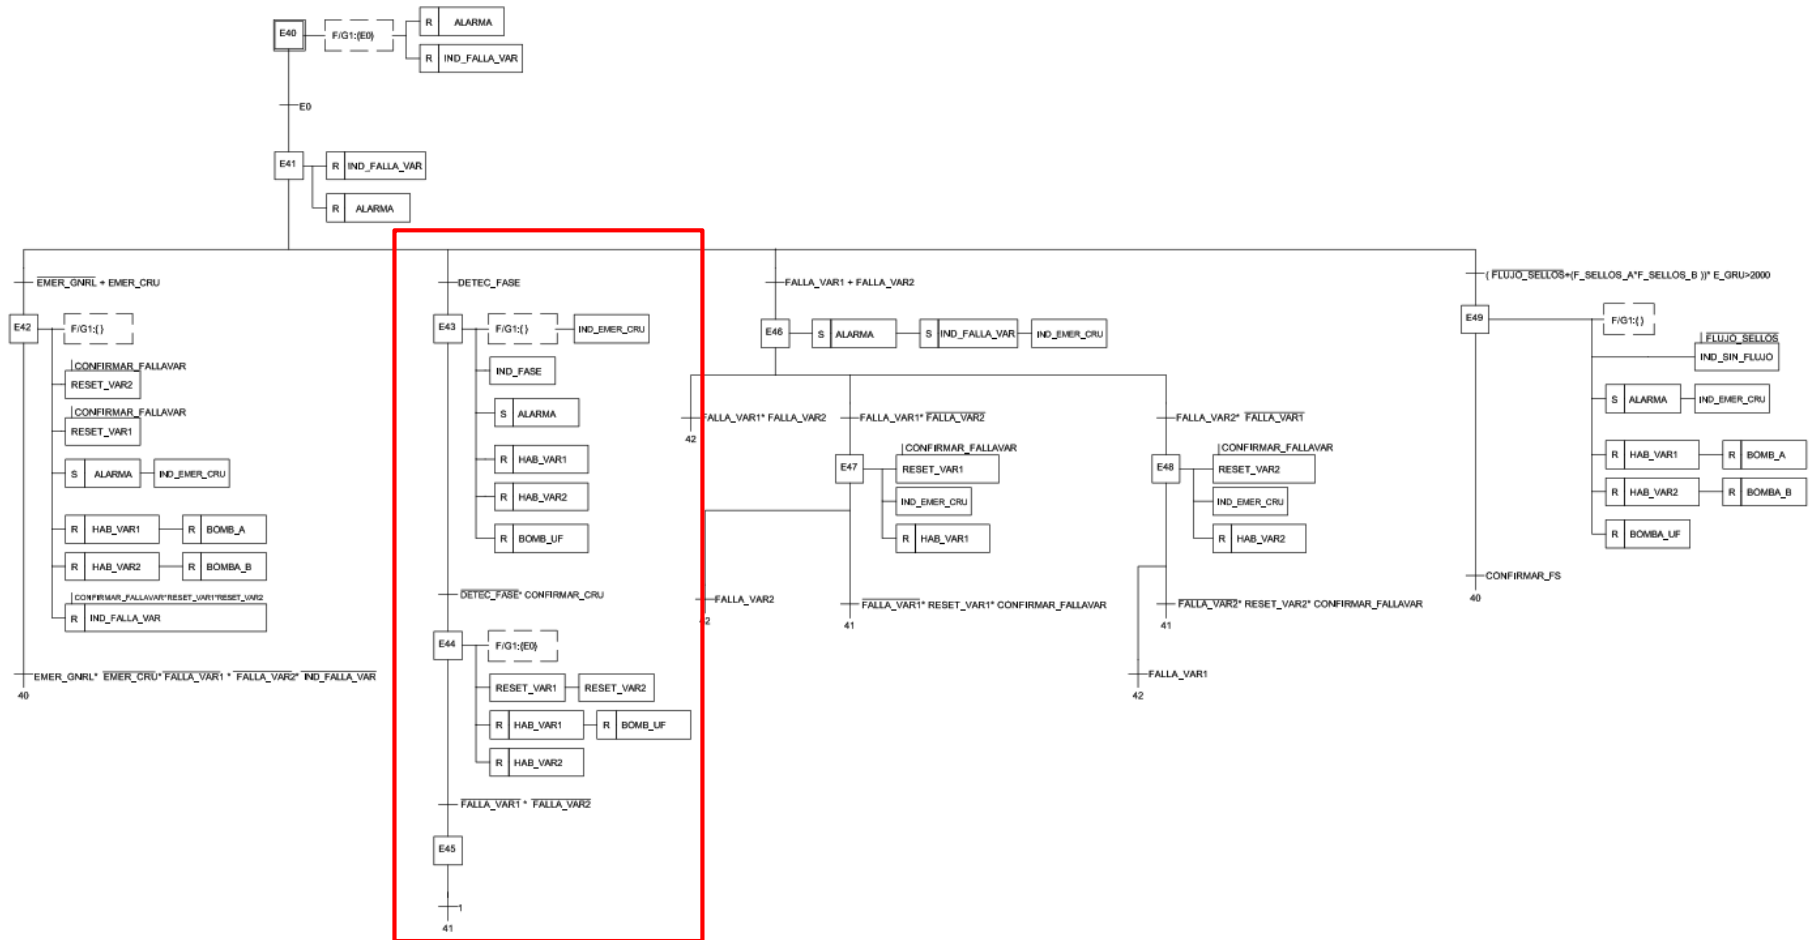 E40 F/G1:{E0} R ALARMA
R IND_FALLA_VAR
E0
E41 R IND_FALLA_VAR
R ALARMA
EMER_GNRL + EMER_CRU
E42 F/G1:{ }
CONFIRMAR_FALLAVAR
RESET_VAR2
CONFIRMAR_FALLAVAR
RESET_VAR1
S ALARMA IND_EMER_CRU
R HAB_VAR1 R BOMB_A
R HAB_VAR2 R BOMBA_B
CONFIRMAR_FALLAVAR*RESET_VAR1*RESET_VAR2
R IND_FALLA_VAR
EMER_GNRL* EMER_CRU* FALLA_VAR1 * FALLA_VAR2* IND_FALLA_VAR
40
DETEC_FASE
E43 F/G1:{ } IND_EMER_CRU
IND_FASE
S ALARMA
R HAB_VAR1
R HAB_VAR2
R BOMB_UF
DETEC_FASE* CONFIRMAR_CRU
E44 F/G1:{E0}
RESET_VAR1 RESET_VAR2
R HAB_VAR1 R BOMB_UF
R HAB_VAR2
FALLA_VAR1 * FALLA_VAR2
E45
1
41
FALLA_VAR1 + FALLA_VAR2
E46 S ALARMA S IND_FALLA_VAR IND_EMER_CRU
FALLA_VAR1* FALLA_VAR2
42
FALLA_VAR1* FALLA_VAR2
CONFIRMAR_FALLAVAR
E47 RESET_VAR1
IND_EMER_CRU
R HAB_VAR1
FALLA_VAR2
42
FALLA_VAR1* RESET_VAR1* CONFIRMAR_FALLAVAR
41
FALLA_VAR2* FALLA_VAR1
CONFIRMAR_FALLAVAR
E48 RESET_VAR2
IND_EMER_CRU
R HAB_VAR2
FALLA_VAR2* RESET_VAR2* CONFIRMAR_FALLAVAR
41
FALLA_VAR1
42
( FLUJO_SELLOS+(F_SELLOS_A*F_SELLOS_B ))* E_GRU>2000
E49 F/G1:{ }
FLUJO_SELLOS
IND_SIN_FLUJO
S ALARMA IND_EMER_CRU
R HAB_VAR1 R BOMB_A
R HAB_VAR2 R BOMBA_B
R BOMBA_UF
CONFIRMAR_FS
40